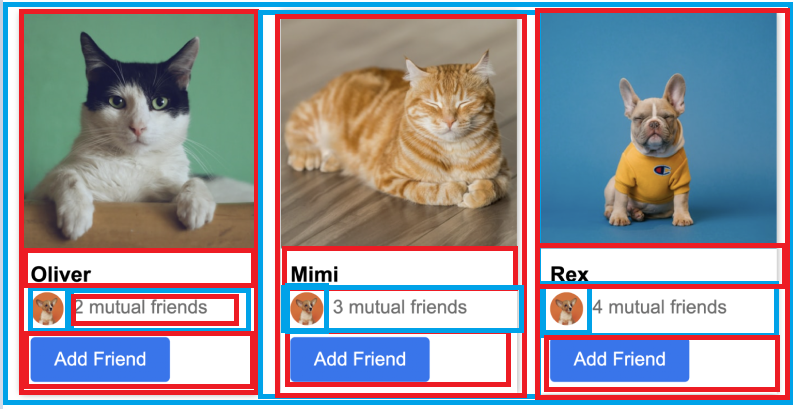 Oliver
2 mutual friends
Add Friend
Mimi
3 mutual friends
Add Friend
Rex
4 mutual friends
Add Friend